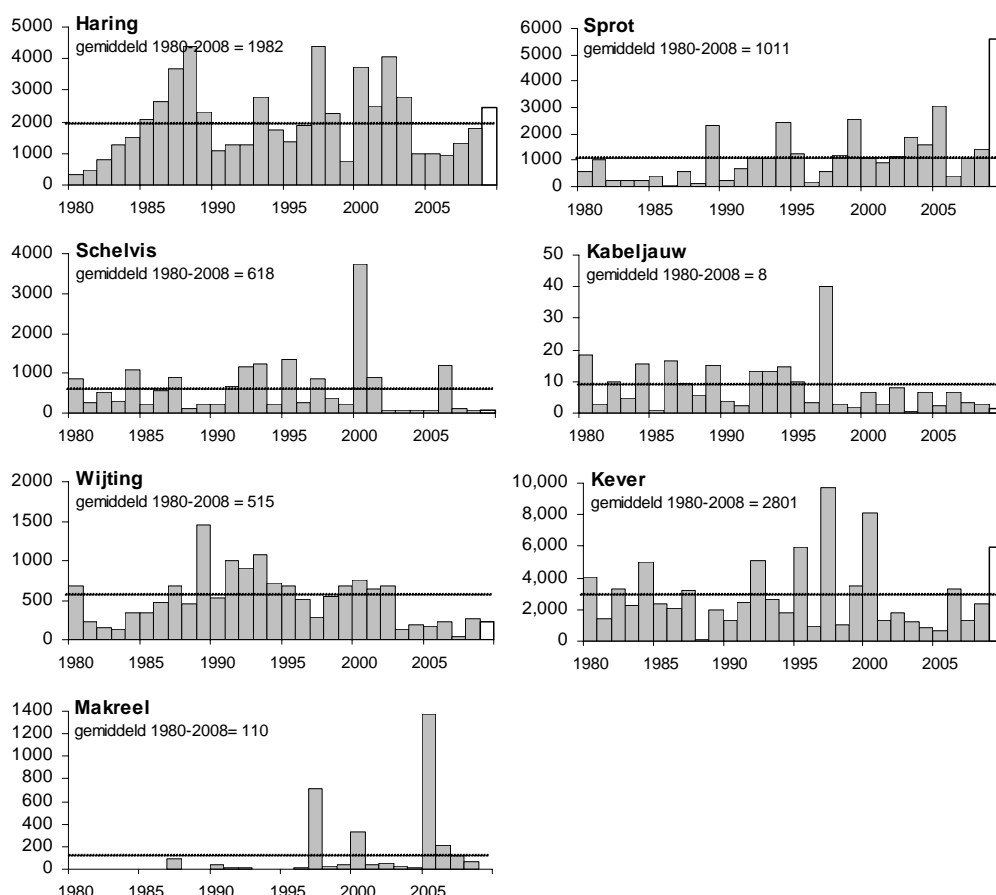 Haring
gemiddeld 1980-2008 = 1982
5000
4000
3000
2000
1000
0
1980 1985 1990 1995 2000 2005
Sprot
gemiddeld 1980-2008 = 1011
6000
5000
4000
3000
2000
1000
0
1980 1985 1990 1995 2000 2005
Schelvis
gemiddeld 1980-2008 = 618
4000
3000
2000
1000
0
1980 1985 1990 1995 2000 2005
Kabeljauw
gemiddeld 1980-2008 = 8
50
40
30
20
10
0
1980 1985 1990 1995 2000 2005
Wijting
gemiddeld 1980-2008 = 515
2000
1500
1000
500
0
1980 1985 1990 1995 2000 2005
Kever
gemiddeld 1980-2008 = 2801
10,000
8,000
6,000
4,000
2,000
0
1980 1985 1990 1995 2000 2005
Makreel
gemiddeld 1980-2008= 110
1400
1200
1000
800
600
400
200
0
1980 1985 1990 1995 2000 2005